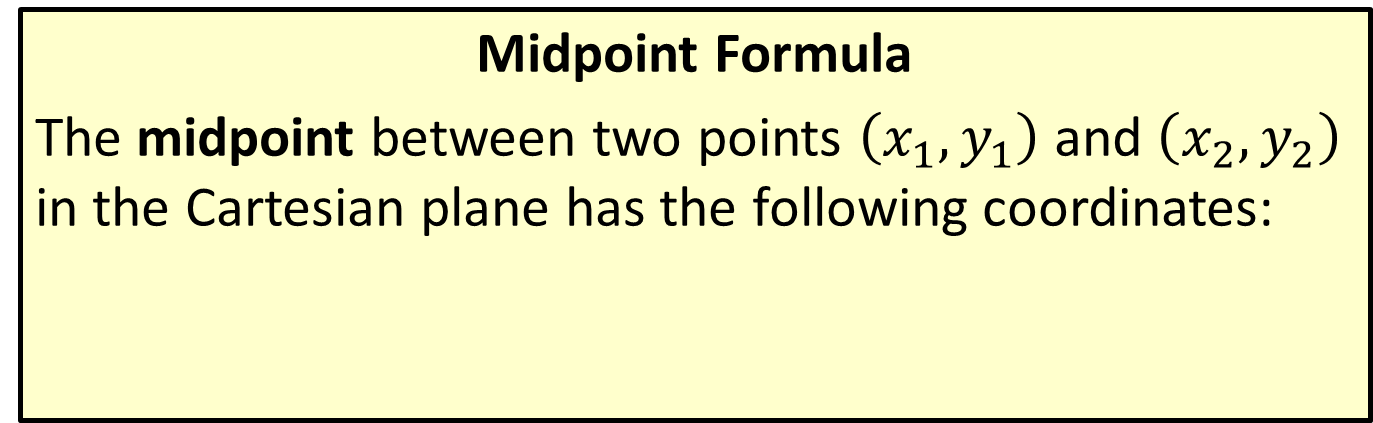 Midpoint Formula
The midpoint between two points (x₁, y₁) and (x₂, y₂)
in the Cartesian plane has the following coordinates: